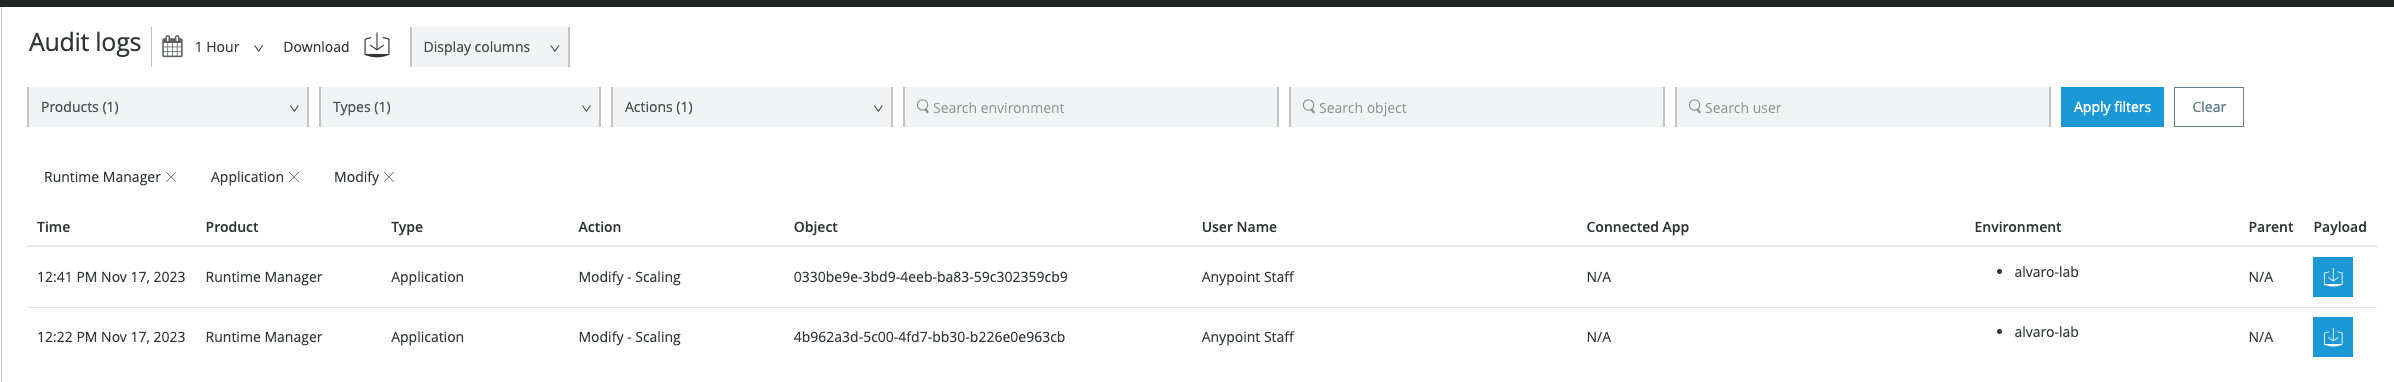 Audit logs 1 Hour Download Display columns
Products (1) Types (1) Actions (1) Search environment Search object Search user Apply filters Clear
Runtime Manager Application Modify
Time Product Type Action Object User Name Connected App Environment Parent Payload
12:41 PM Nov 17, 2023 Runtime Manager Application Modify - Scaling 0330be9e-3bd9-4eeb-ba83-59c302359cb9 Anypoint Staff N/A • alvaro-lab N/A
12:22 PM Nov 17, 2023 Runtime Manager Application Modify - Scaling 4b962a3d-5c00-4fd7-bb30-b226e0e963cb Anypoint Staff N/A • alvaro-lab N/A